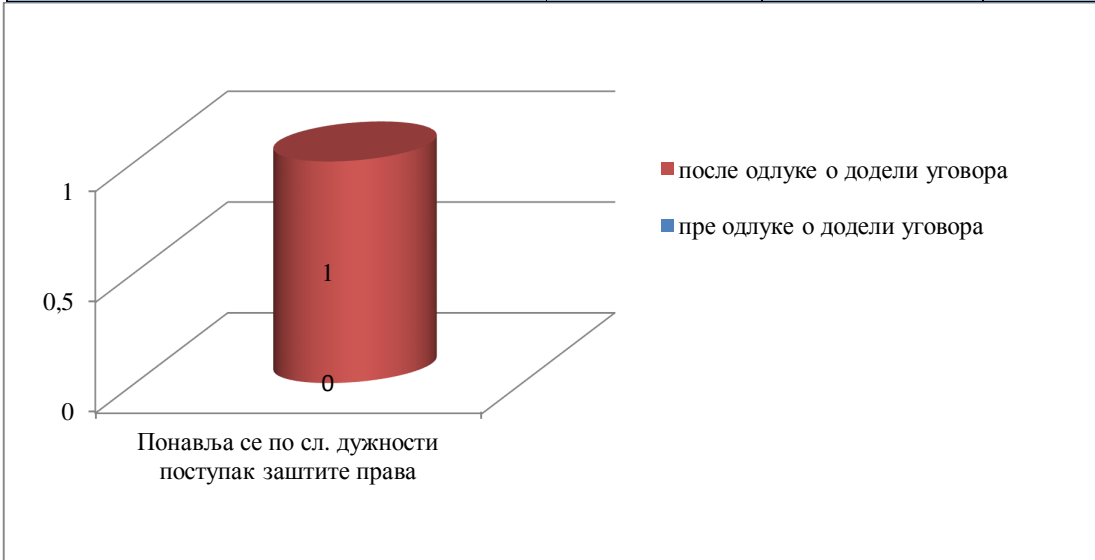 1
0,5
0
1
0
Понавља се по сл. дужности
поступак заштите права
после одлуке о додели уговора
пре одлуке о додели уговора